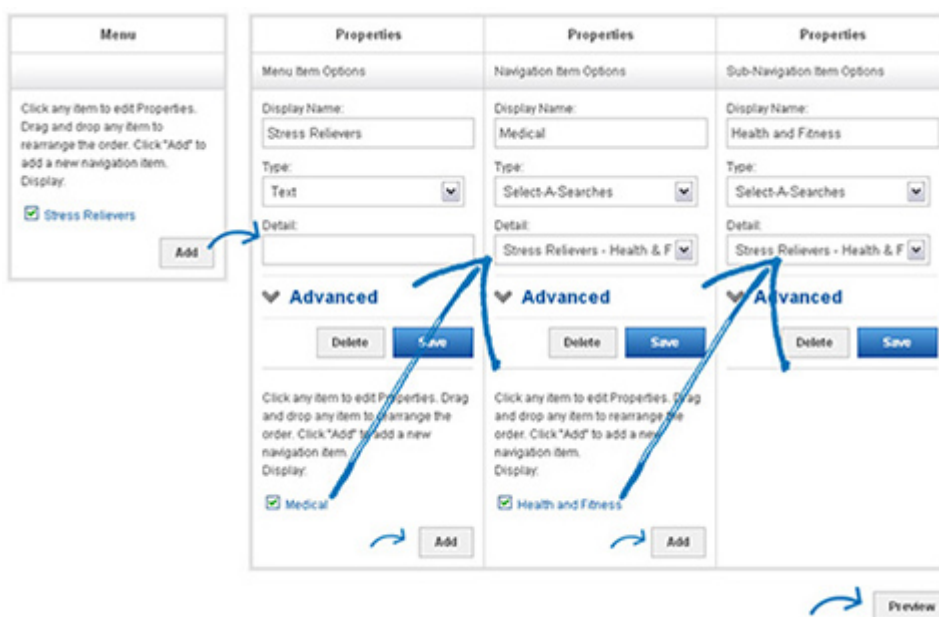 Menu
Click any item to edit Properties.
Drag and drop any item to
rearrange the order. Click "Add" to
add a new navigation item.
Display:
Stress Relievers
Add
Properties
Menu Item Options
Display Name:
Stress Relievers
Type:
Text
Detail:
Advanced
Delete
Save
Click any item to edit Properties. Drag
and drop any item to rearrange the
order. Click "Add" to add a new
navigation item.
Display:
Medical
Add
Properties
Navigation Item Options
Display Name:
Medical
Type:
Select-A-Searches
Detail:
Stress Relievers - Health & F
Advanced
Delete
Save
Click any item to edit Properties. Drag
and drop any item to rearrange the
order. Click "Add" to add a new
navigation item.
Display:
Health and Fitness
Add
Properties
Sub-Navigation Item Options
Display Name:
Health and Fitness
Type:
Select-A-Searches
Detail:
Stress Relievers - Health & F
Advanced
Delete
Save
Preview